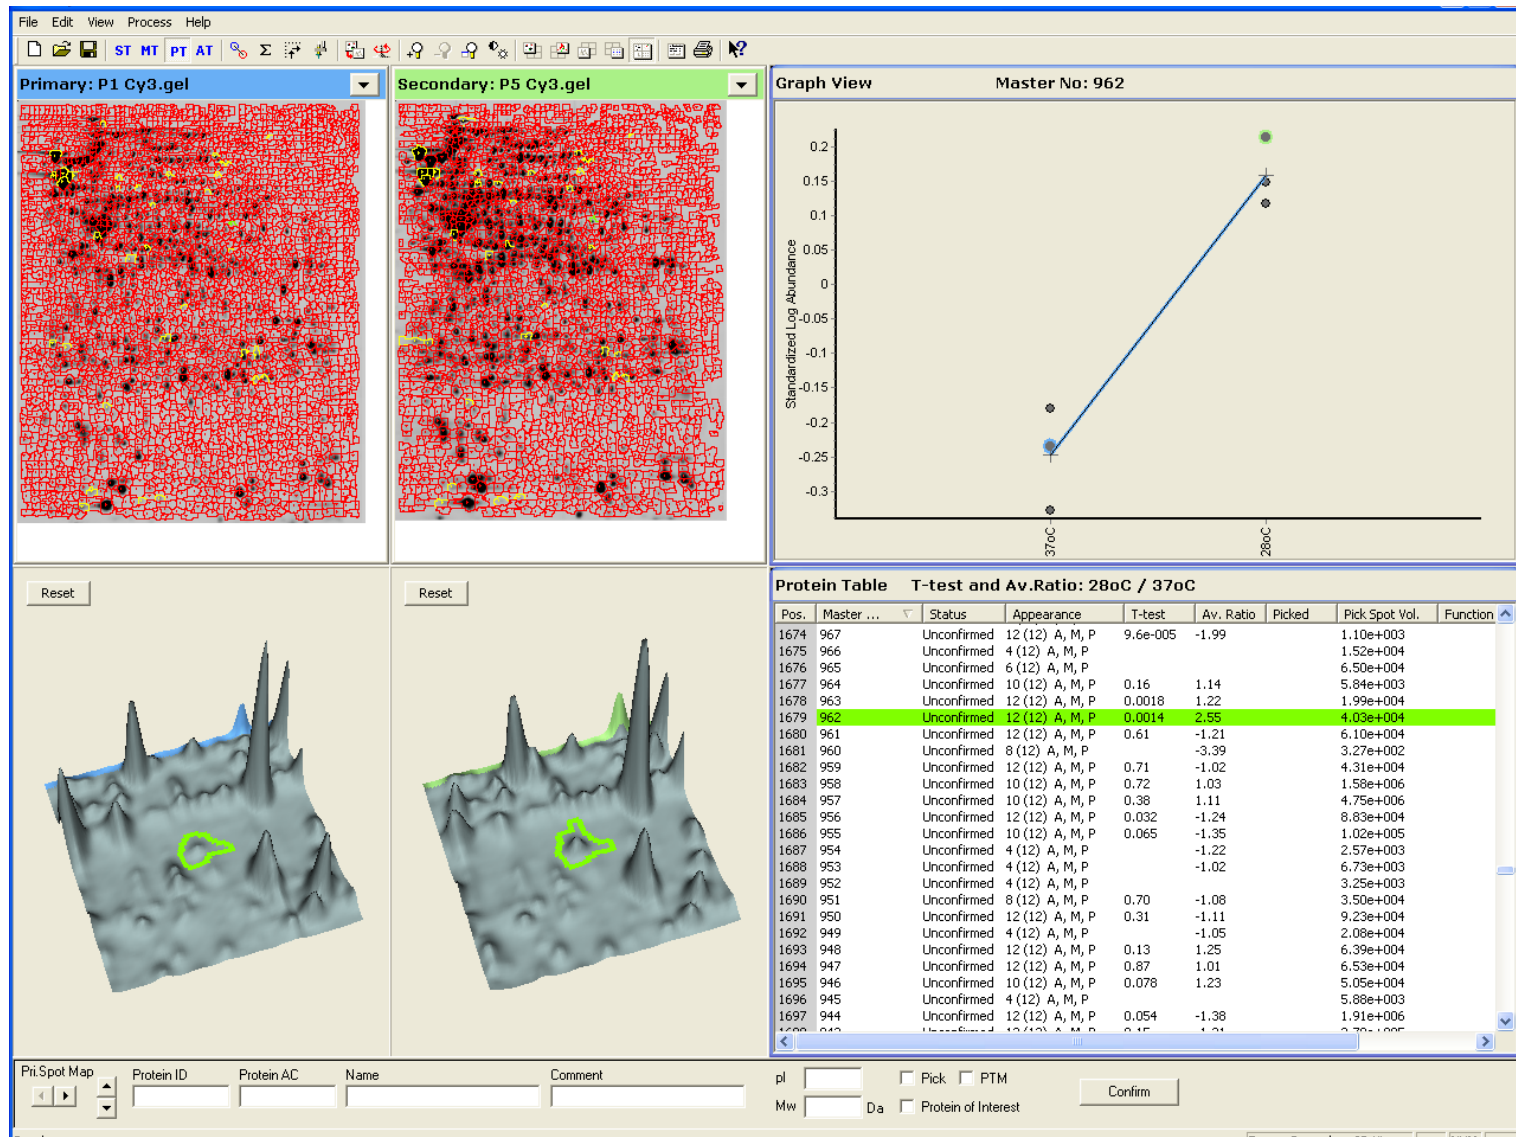 File Edit View Process Help
ST MT PT AT
Primary: P1 Cy3.gel
Secondary: P5 Cy3.gel
Graph View Master No: 962
Standardized Log Abundance
0.2
0.15
0.1
0.05
0
-0.05
-0.1
-0.15
-0.2
-0.25
-0.3
37oC
28oC
Reset
Reset
Protein Table T-test and Av.Ratio: 28oC / 37oC
Pos. Master ... Status Appearance T-test Av. Ratio Picked Pick Spot Vol. Function
1674 967 Unconfirmed 12 (12) A, M, P 9.6e-005 -1.99 1.10e+003
1675 966 Unconfirmed 4 (12) A, M, P 1.52e+004
1676 965 Unconfirmed 6 (12) A, M, P 6.50e+004
1677 964 Unconfirmed 10 (12) A, M, P 0.16 1.14 5.84e+003
1678 963 Unconfirmed 12 (12) A, M, P 0.0018 1.22 1.99e+004
1679 962 Unconfirmed 12 (12) A, M, P 0.0014 2.55 4.03e+004
1680 961 Unconfirmed 12 (12) A, M, P 0.61 -1.21 6.10e+004
1681 960 Unconfirmed 8 (12) A, M, P -3.39 3.27e+002
1682 959 Unconfirmed 12 (12) A, M, P 0.71 -1.02 4.31e+004
1683 958 Unconfirmed 10 (12) A, M, P 0.72 1.03 1.58e+006
1684 957 Unconfirmed 10 (12) A, M, P 0.38 1.11 4.75e+006
1685 956 Unconfirmed 12 (12) A, M, P 0.032 -1.24 8.83e+004
1686 955 Unconfirmed 10 (12) A, M, P 0.065 -1.35 1.02e+005
1687 954 Unconfirmed 4 (12) A, M, P -1.22 2.57e+003
1688 953 Unconfirmed 4 (12) A, M, P -1.02 6.73e+003
1689 952 Unconfirmed 4 (12) A, M, P 3.25e+003
1690 951 Unconfirmed 8 (12) A, M, P 0.70 -1.08 3.50e+004
1691 950 Unconfirmed 12 (12) A, M, P 0.31 -1.11 9.23e+004
1692 949 Unconfirmed 4 (12) A, M, P -1.05 2.08e+004
1693 948 Unconfirmed 12 (12) A, M, P 0.13 1.25 6.39e+004
1694 947 Unconfirmed 12 (12) A, M, P 0.87 1.01 6.53e+004
1695 946 Unconfirmed 10 (12) A, M, P 0.078 1.23 5.05e+004
1696 945 Unconfirmed 4 (12) A, M, P 5.88e+003
1697 944 Unconfirmed 12 (12) A, M, P 0.054 -1.38 1.91e+006
Pri.Spot Map Protein ID Protein AC Name Comment
pI Pick PTM
Confirm
Mw Da Protein of Interest